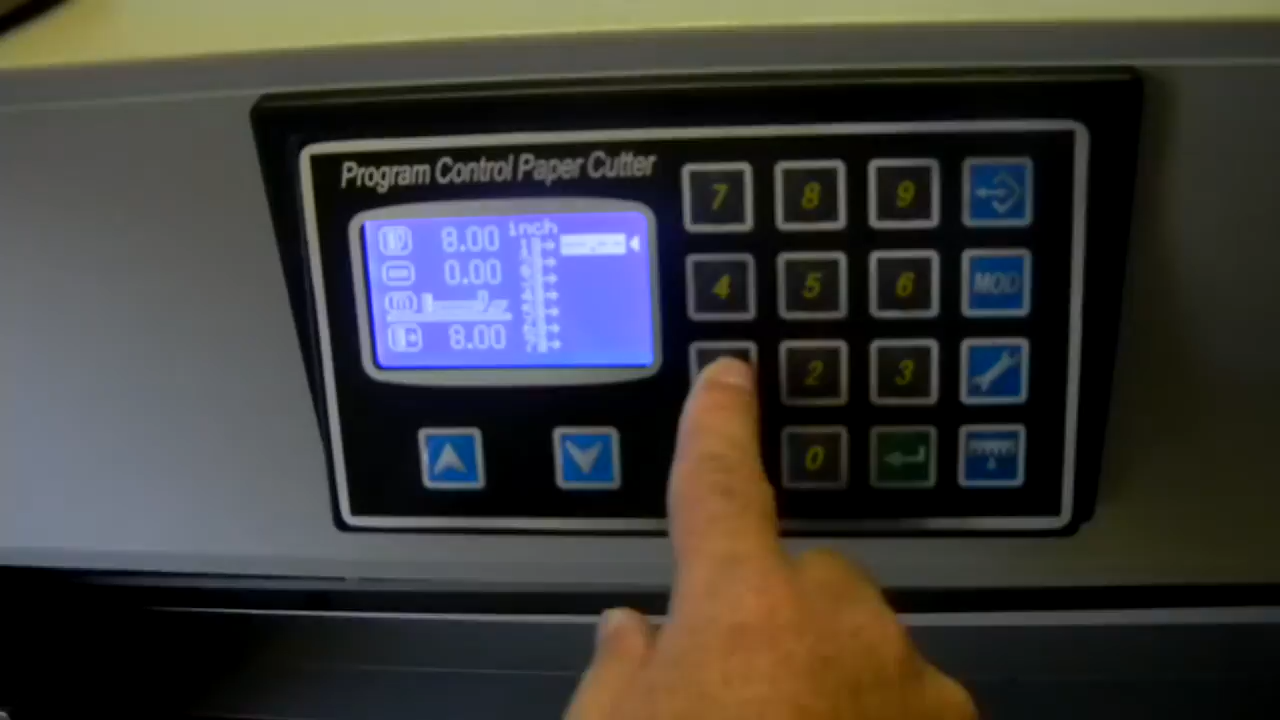 Program Control Paper Cutter
8.00 inch
0.00
8.00
7 8 9
4 5 6 MOD
2 3
0